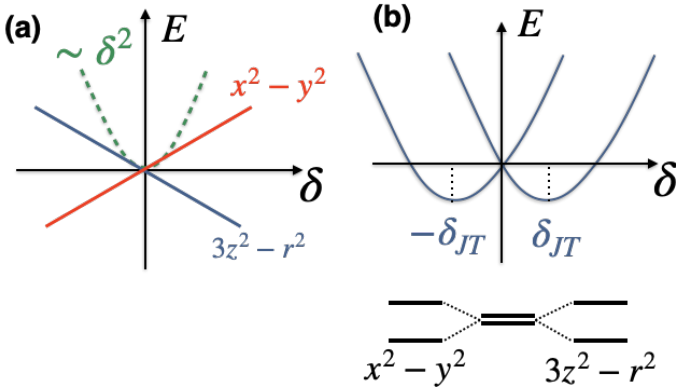 (a)
E
~ δ²
x² − y²
δ
3z² − r²
(b)
E
δ
−δ_JT
δ_JT
x² − y²
3z² − r²